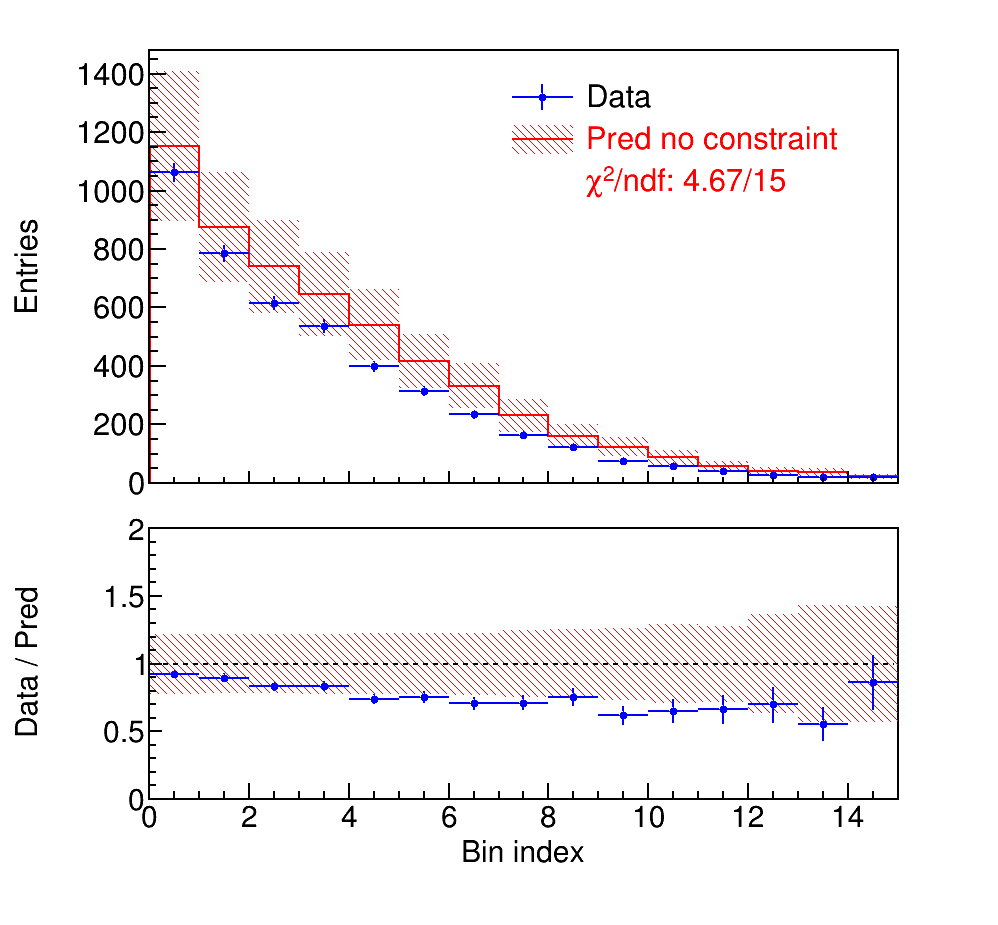 1400
1200
1000
800
600
400
200
0
Entries
Data
Pred no constraint
χ²/ndf: 4.67/15
2
1.5
1
0.5
0
Data / Pred
0 2 4 6 8 10 12 14
Bin index